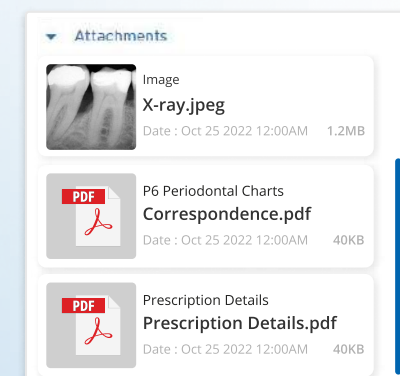 Attachments
Image
X-ray.jpeg
Date : Oct 25 2022 12:00AM 1.2MB
PDF
P6 Periodontal Charts
Correspondence.pdf
Date : Oct 25 2022 12:00AM 40KB
PDF
Prescription Details
Prescription Details.pdf
Date : Oct 25 2022 12:00AM 40KB